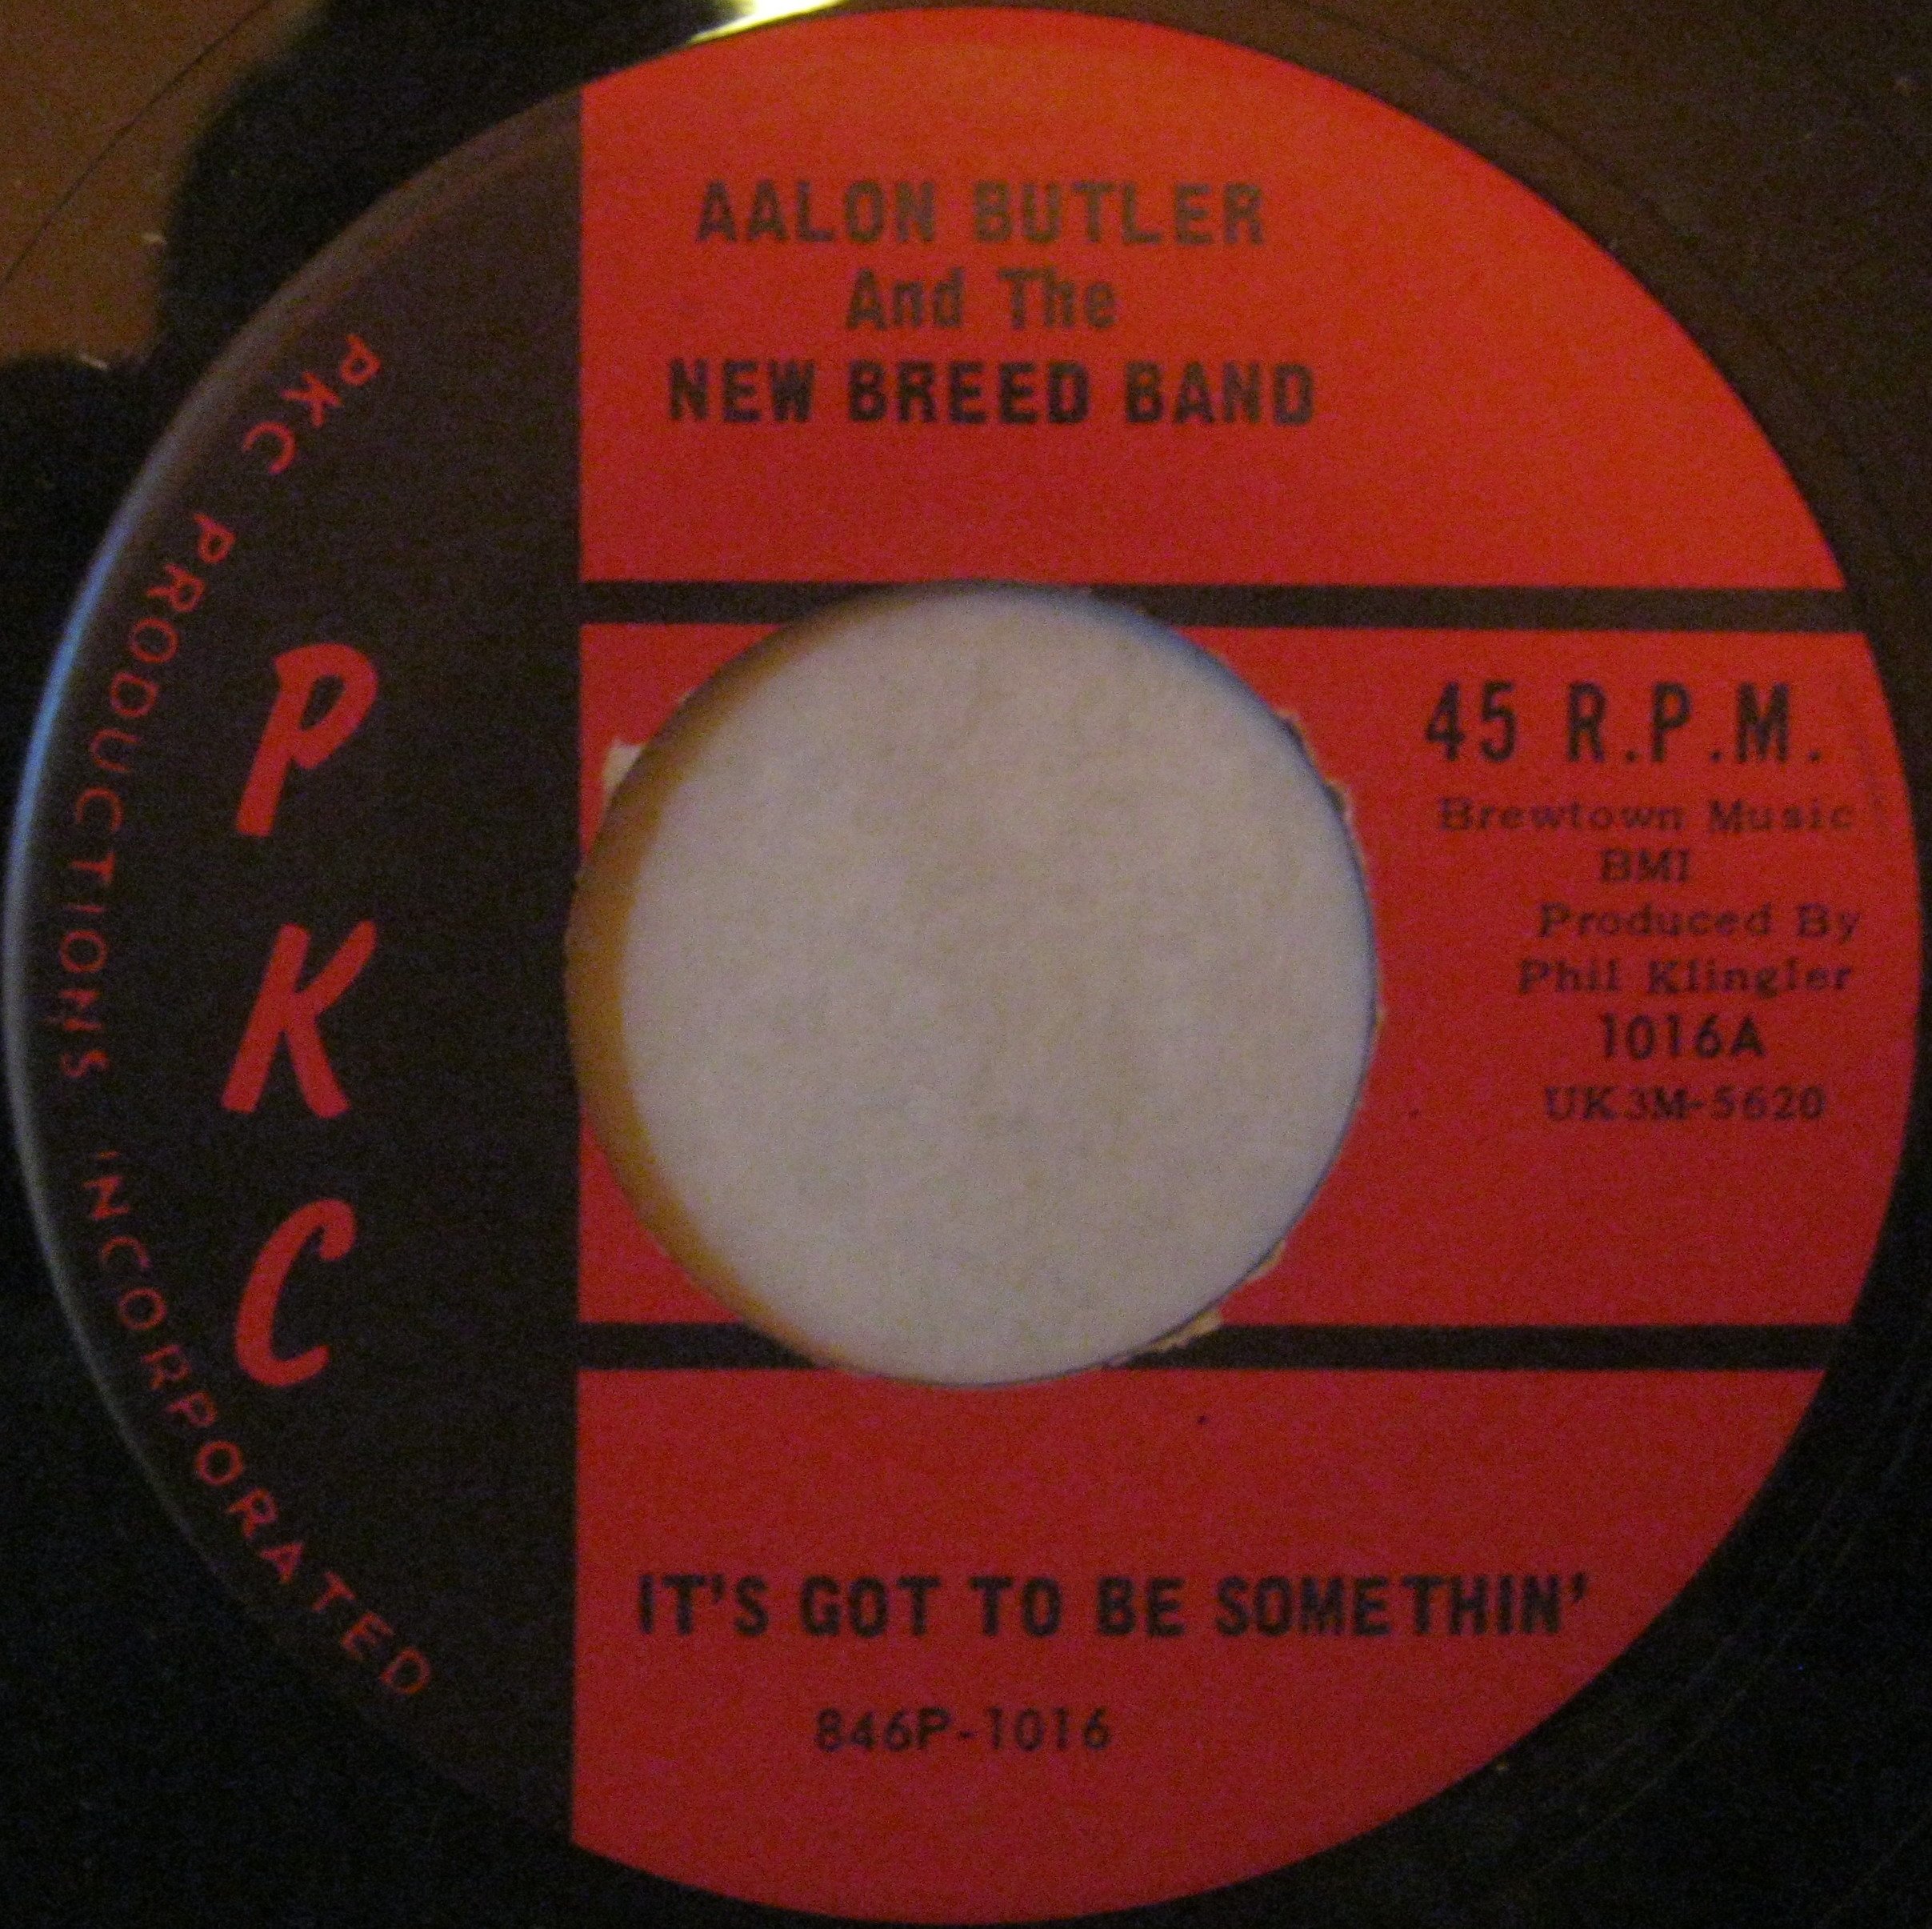 AALON BUTLER
And The
NEW BREED BAND
PKC PRODUCTIONS INCORPORATED
P
K
C
45 R.P.M.
Brewtown Music
BMI
Produced By
Phil Klingler
1016A
UK3M-5620
IT'S GOT TO BE SOMETHIN'
846P-1016